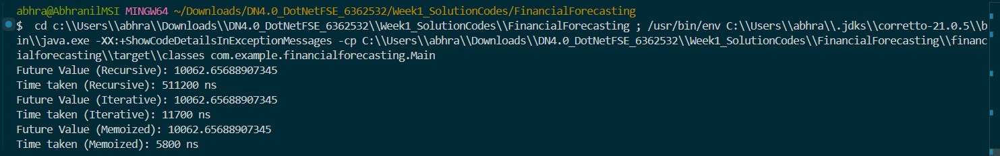 abhra@AbhranilMSI MINGW64 ~/Downloads/DN4.0_DotNetFSE_6362532/Week1_SolutionCodes/FinancialForecasting
$  cd c:\\Users\\abhra\\Downloads\\DN4.0_DotNetFSE_6362532\\Week1_SolutionCodes\\FinancialForecasting ; /usr/bin/env C:\\Users\\abhra\\.jdks\\corretto-21.0.5\\b
in\\java.exe -XX:+ShowCodeDetailsInExceptionMessages -cp C:\\Users\\abhra\\Downloads\\DN4.0_DotNetFSE_6362532\\Week1_SolutionCodes\\FinancialForecasting\\financ
ialforecasting\\target\\classes com.example.financialforecasting.Main
Future Value (Recursive): 10062.65688907345
Time taken (Recursive): 511200 ns
Future Value (Iterative): 10062.65688907345
Time taken (Iterative): 11700 ns
Future Value (Memoized): 10062.65688907345
Time taken (Memoized): 5800 ns